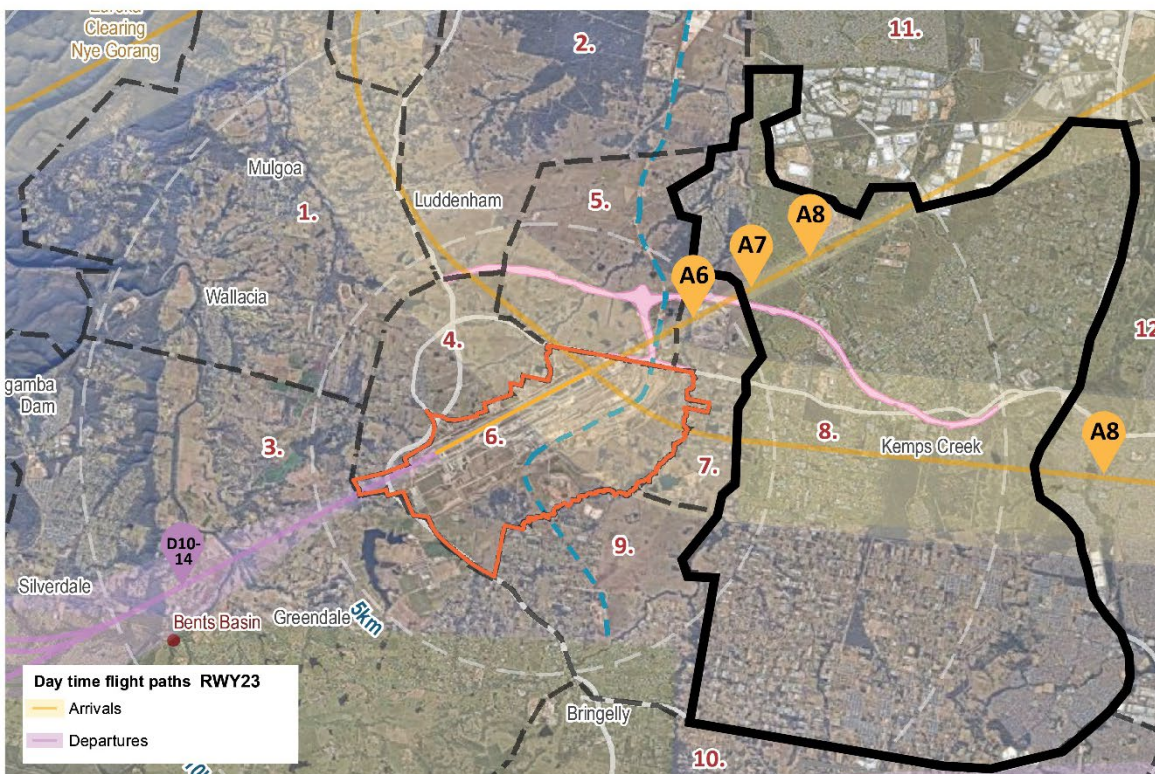 Clearing
Nye Gorang
2.
11.
Mulgoa
1.
Luddenham
5.
A8
A7
A6
Wallacia
4.
12
gamba
Dam
3.
6.
8.
7.
Kemps Creek
A8
9.
D10-
14
Silverdale
Bents Basin
Greendale
5km
Bringelly
10.
Day time flight paths RWY23
Arrivals
Departures